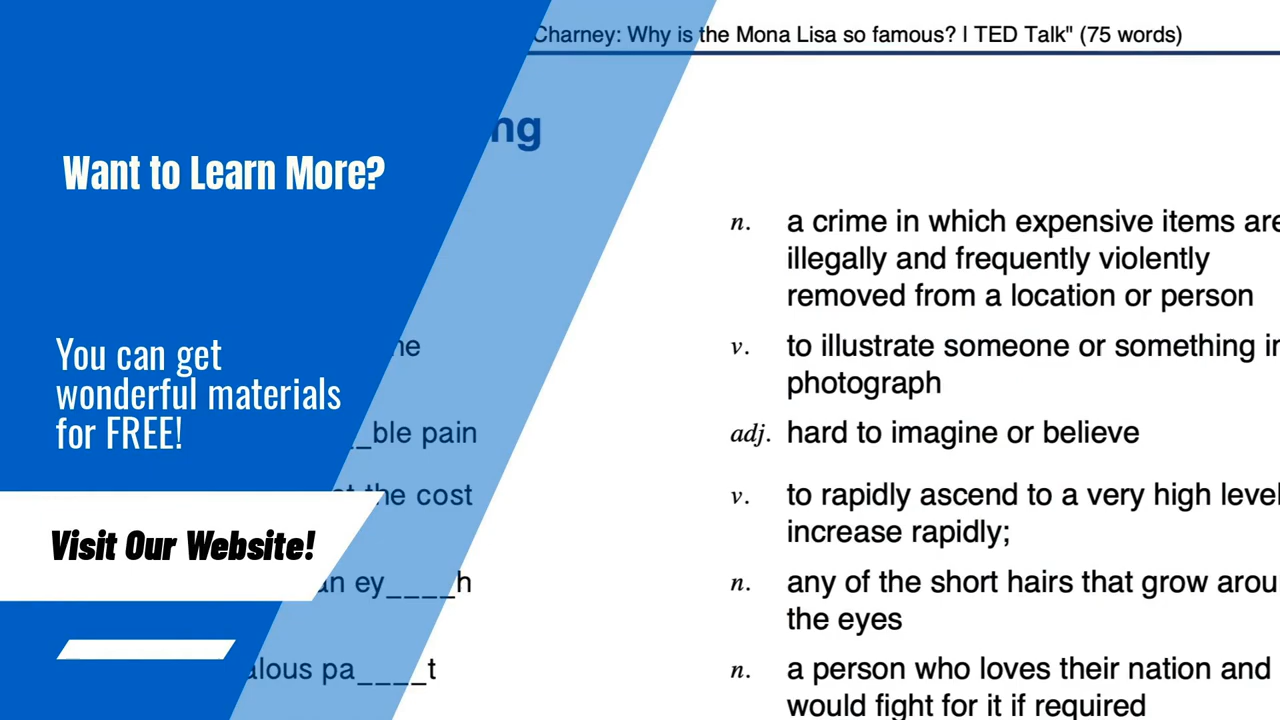 Charney: Why is the Mona Lisa so famous? | TED Talk" (75 words)
ng
Want to Learn More?
You can get
wonderful materials
for FREE!
Visit Our Website!
n. a crime in which expensive items are
illegally and frequently violently
removed from a location or person
ne
v. to illustrate someone or something in
photograph
_ble pain
adj. hard to imagine or believe
the cost
v. to rapidly ascend to a very high level
increase rapidly;
an ey____h
n. any of the short hairs that grow arou
the eyes
alous pa____t
n. a person who loves their nation and
would fight for it if required